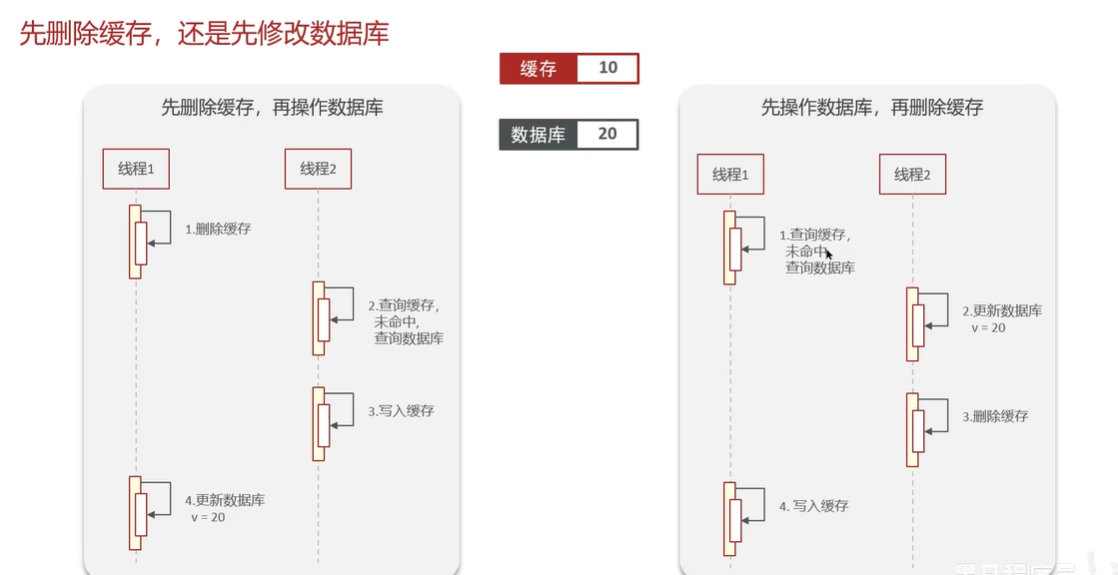 先删除缓存，还是先修改数据库
缓存 10
数据库 20
先删除缓存，再操作数据库
线程1
线程2
1.删除缓存
2.查询缓存，
未命中，
查询数据库
3.写入缓存
4.更新数据库
v = 20
先操作数据库，再删除缓存
线程1
线程2
1.查询缓存，
未命中，
查询数据库
2.更新数据库
v = 20
3.删除缓存
4. 写入缓存